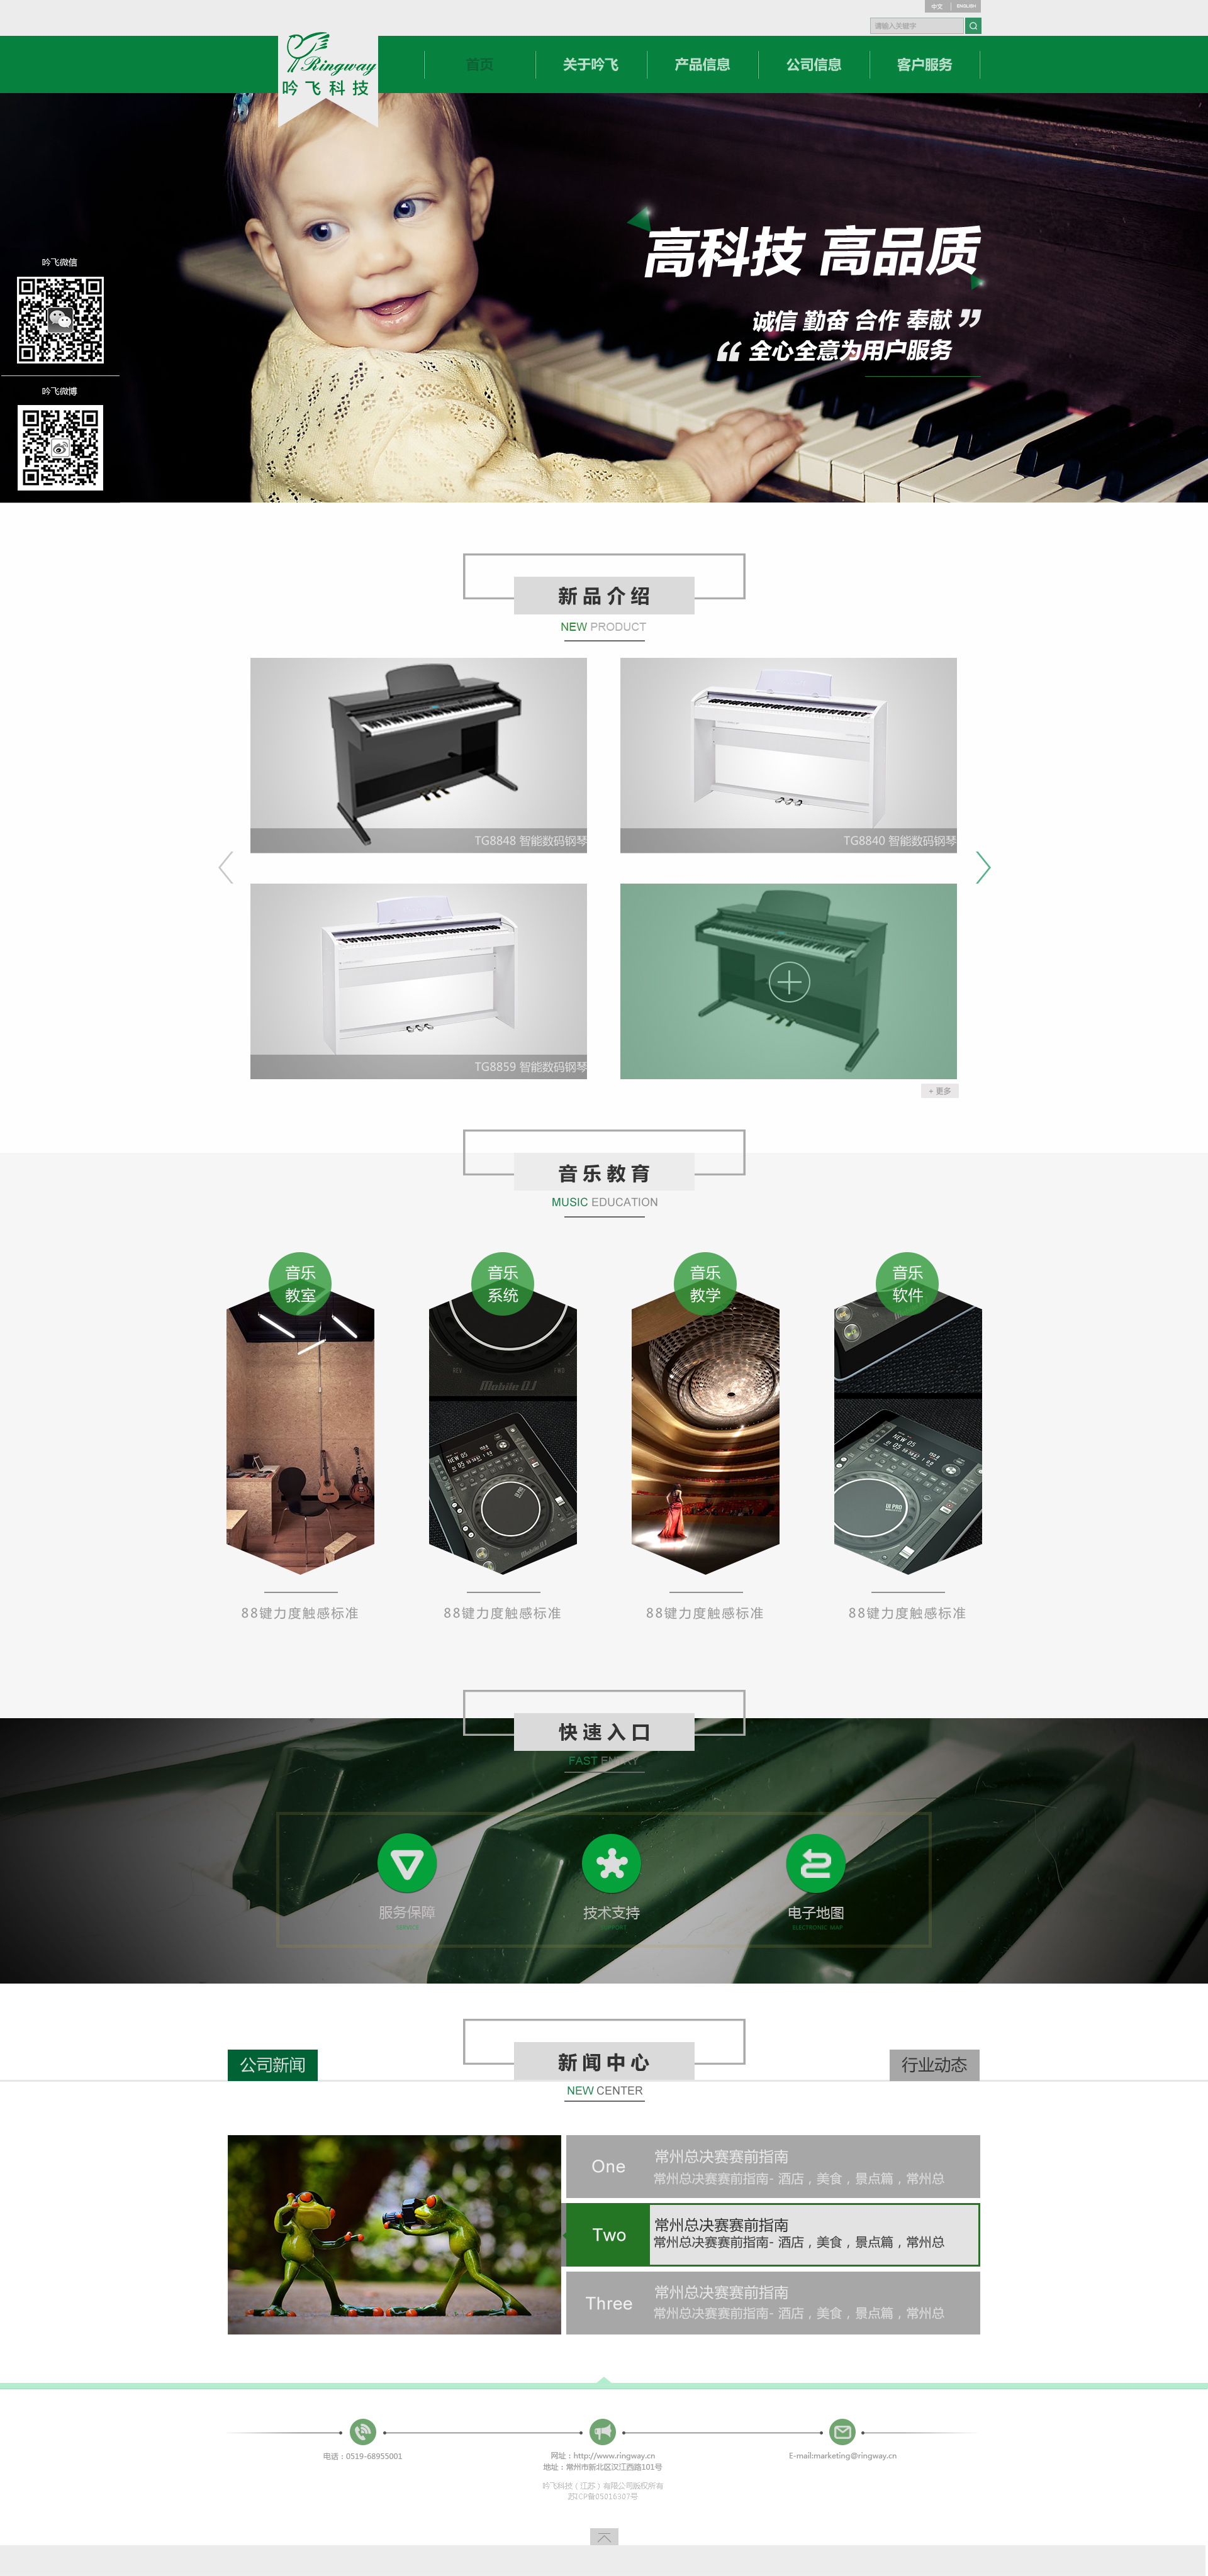 中文 ENGLISH
请输入关键字
Ringway
吟飞科技
首页 关于吟飞 产品信息 公司信息 客户服务
高科技 高品质
诚信 勤奋 合作 奉献 ”
“ 全心全意为用户服务
吟飞微信
吟飞微博
新品介绍
NEW PRODUCT
TG8848 智能数码钢琴
TG8840 智能数码钢琴
TG8859 智能数码钢琴
+ 更多
音乐教育
MUSIC EDUCATION
音乐
教室
音乐
系统
音乐
教学
音乐
软件
88键力度触感标准
88键力度触感标准
88键力度触感标准
88键力度触感标准
快速入口
FAST ENTRY
服务保障
技术支持
电子地图
ELECTRONIC MAP
公司新闻
新闻中心
行业动态
NEW CENTER
One
常州总决赛赛前指南
常州总决赛赛前指南- 酒店，美食，景点篇，常州总
Two
常州总决赛赛前指南
常州总决赛赛前指南- 酒店，美食，景点篇，常州总
Three
常州总决赛赛前指南
常州总决赛赛前指南- 酒店，美食，景点篇，常州总
电话：0519-68955001
网址：http://www.ringway.cn
地址：常州市新北区汉江西路101号
E-mail:marketing@ringway.cn
吟飞科技（江苏）有限公司版权所有
苏ICP备05016307号